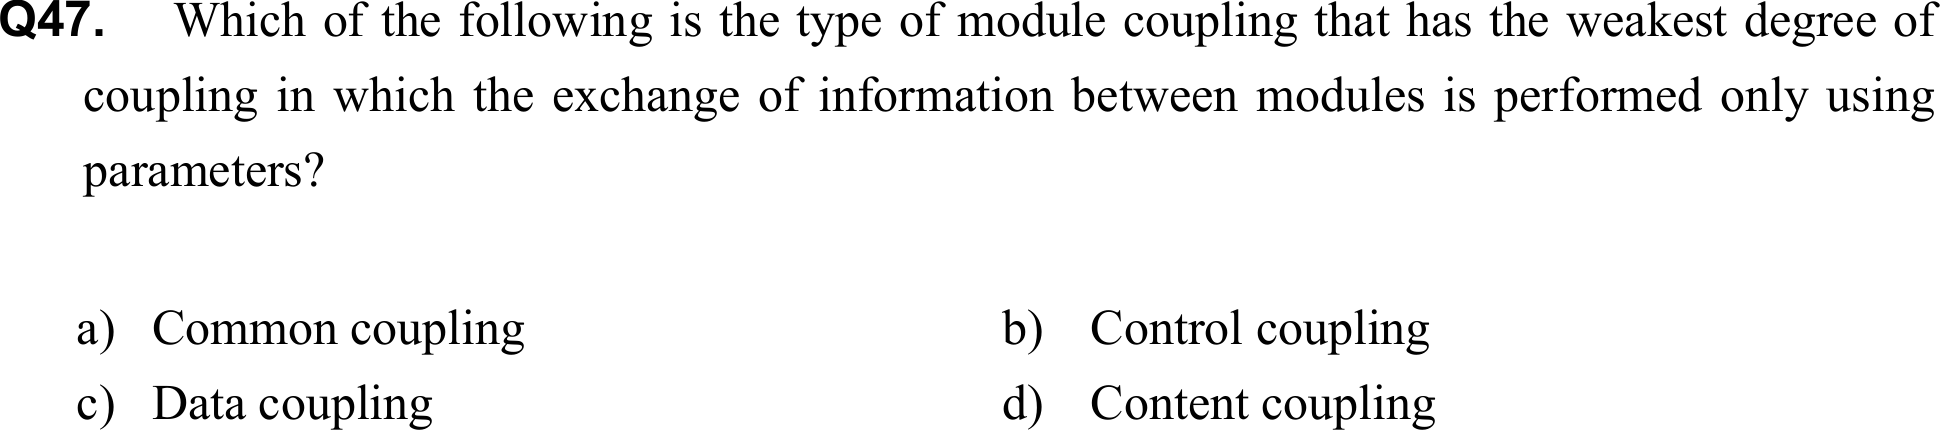 Q47. Which of the following is the type of module coupling that has the weakest degree of
coupling in which the exchange of information between modules is performed only using
parameters?
a) Common coupling b) Control coupling
c) Data coupling d) Content coupling